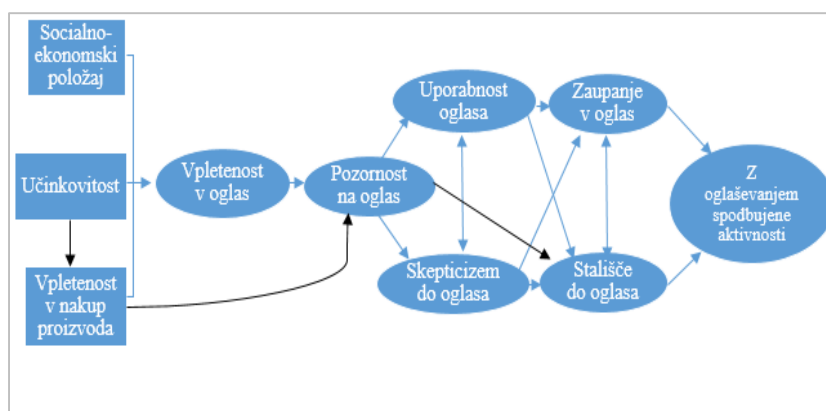 Socialno-
ekonomski
položaj
Učinkovitost
Vpletenost
v nakup
proizvoda
Vpletenost
v oglas
Pozornost
na oglas
Uporabnost
oglasa
Skepticizem
do oglasa
Zaupanje
v oglas
Stališče
do oglasa
Z
oglaševanjem
spodbujene
aktivnosti